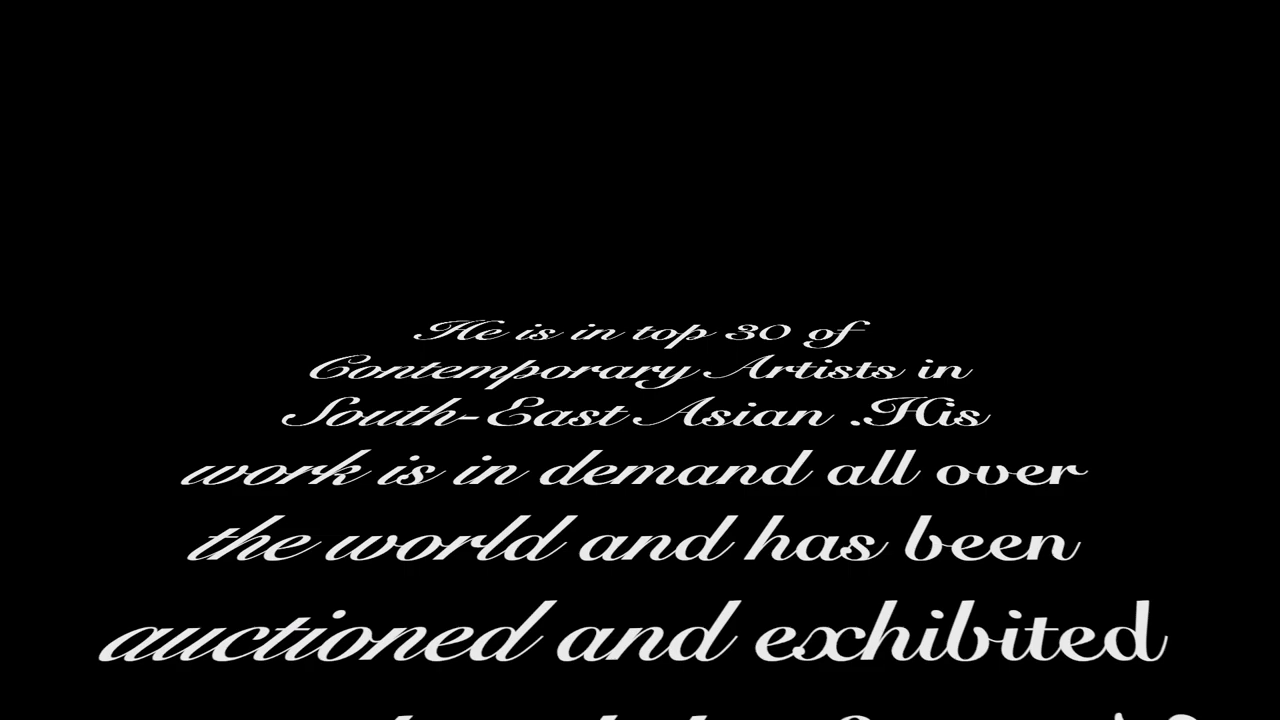 He is in top 30 of
Contemporary Artists in
South-East Asian .His
work is in demand all over
the world and has been
auctioned and exhibited